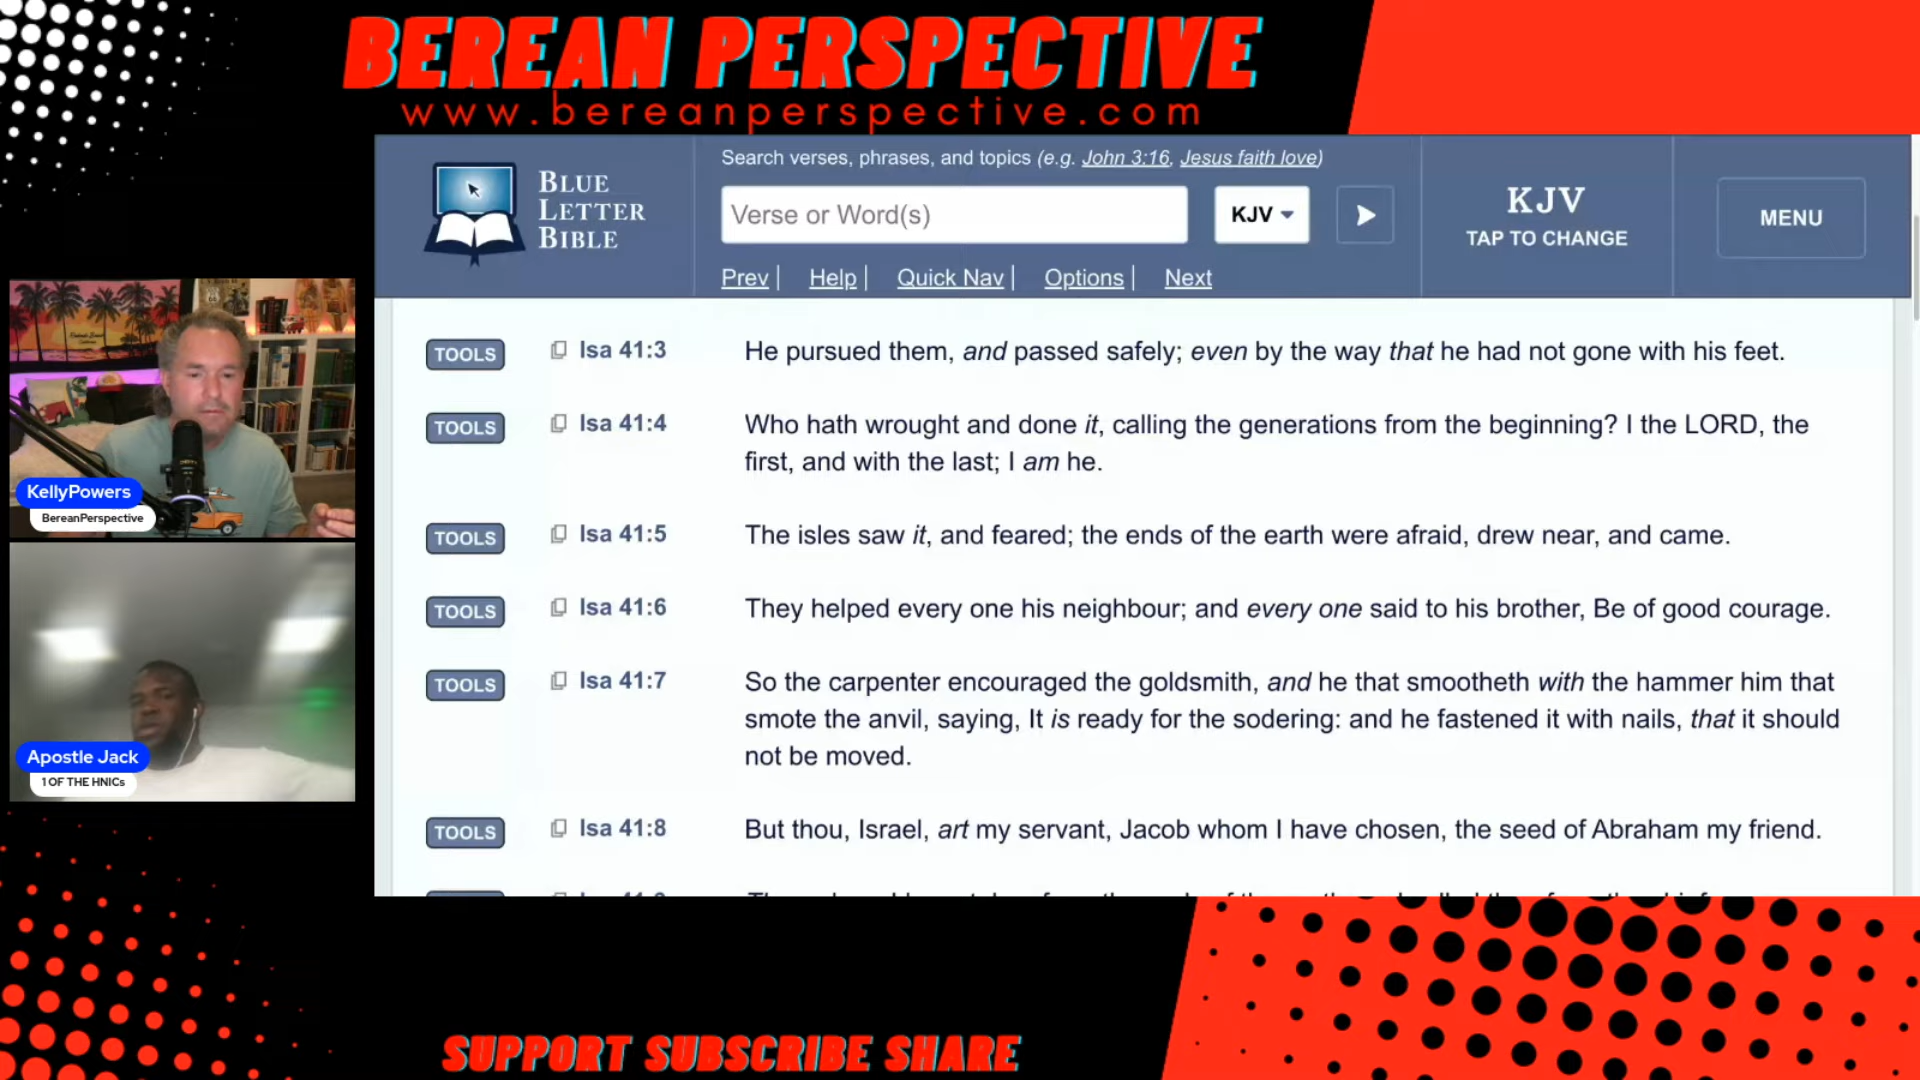 BEREAN PERSPECTIVE
www.bereanperspective.com
BLUE
LETTER
BIBLE
Search verses, phrases, and topics (e.g. John 3:16, Jesus faith love)
Verse or Word(s)
KJV
Prev | Help | Quick Nav | Options | Next
KJV
TAP TO CHANGE
MENU
TOOLS Isa 41:3 He pursued them, and passed safely; even by the way that he had not gone with his feet.
TOOLS Isa 41:4 Who hath wrought and done it, calling the generations from the beginning? I the LORD, the
first, and with the last; I am he.
TOOLS Isa 41:5 The isles saw it, and feared; the ends of the earth were afraid, drew near, and came.
TOOLS Isa 41:6 They helped every one his neighbour; and every one said to his brother, Be of good courage.
TOOLS Isa 41:7 So the carpenter encouraged the goldsmith, and he that smootheth with the hammer him that
smote the anvil, saying, It is ready for the sodering: and he fastened it with nails, that it should
not be moved.
TOOLS Isa 41:8 But thou, Israel, art my servant, Jacob whom I have chosen, the seed of Abraham my friend.
KellyPowers
BereanPerspective
Apostle Jack
1 OF THE HNICs
SUPPORT SUBSCRIBE SHARE